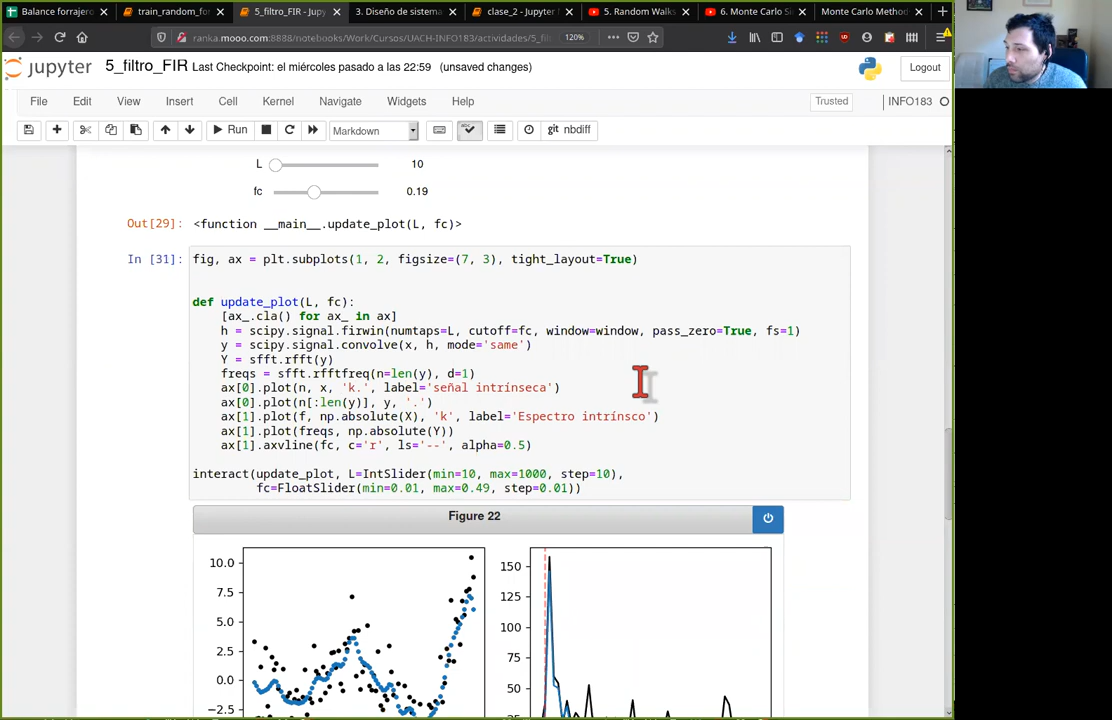 Balance forrajero
train_random_for
5_filtro_FIR - Jupy
3. Diseño de sistema
clase_2 - Jupyter N
5. Random Walks
6. Monte Carlo Si
Monte Carlo Method
ranka.mooo.com:8888/notebooks/Work/Cursos/UACH-INFO183/actividades/5_fil
120%
jupyter 5_filtro_FIR Last Checkpoint: el miércoles pasado a las 22:59 (unsaved changes)
Logout
File Edit View Insert Cell Kernel Navigate Widgets Help
Trusted
INFO183
Run
Markdown
git nbdiff
L 10
fc 0.19
Out[29]: <function __main__.update_plot(L, fc)>
In [31]: fig, ax = plt.subplots(1, 2, figsize=(7, 3), tight_layout=True)
def update_plot(L, fc):
[ax_.cla() for ax_ in ax]
h = scipy.signal.firwin(numtaps=L, cutoff=fc, window=window, pass_zero=True, fs=1)
y = scipy.signal.convolve(x, h, mode='same')
Y = sfft.rfft(y)
freqs = sfft.rfftfreq(n=len(y), d=1)
ax[0].plot(n, x, 'k.', label='señal intrínseca')
ax[0].plot(n[:len(y)], y, '.')
ax[1].plot(f, np.absolute(X), 'k', label='Espectro intrínsco')
ax[1].plot(freqs, np.absolute(Y))
ax[1].axvline(fc, c='r', ls='--', alpha=0.5)
interact(update_plot, L=IntSlider(min=10, max=1000, step=10),
fc=FloatSlider(min=0.01, max=0.49, step=0.01))
Figure 22
10.0
7.5
5.0
2.5
0.0
−2.5
150
125
100
75
50